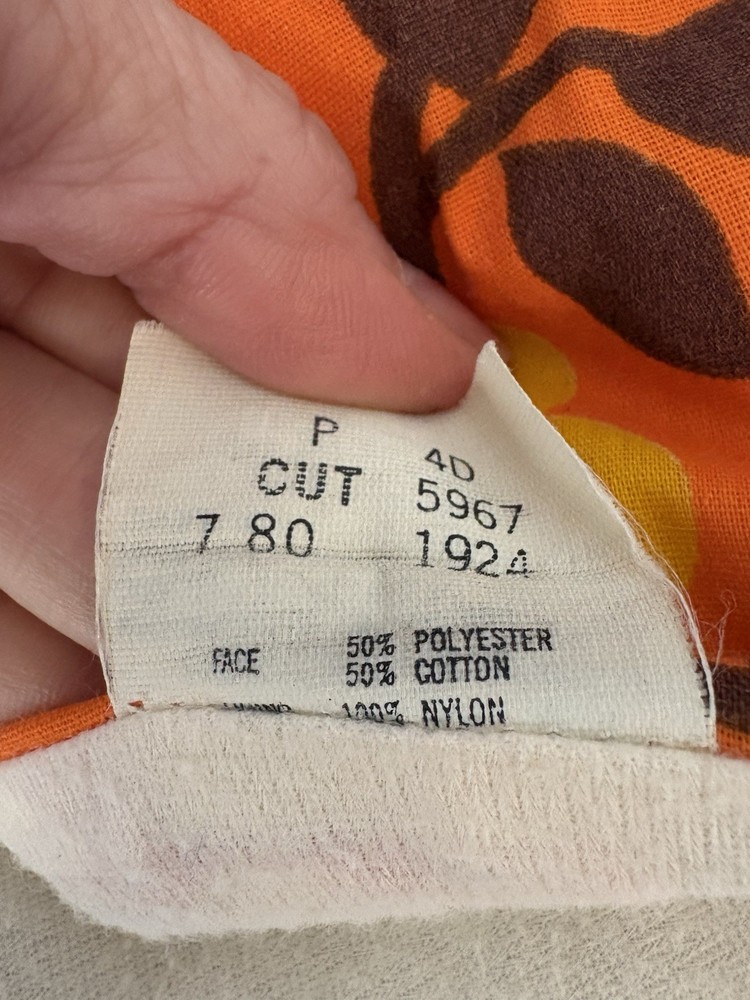 P 4D
CUT 5967
7 80 1924
FACE 50% POLYESTER
50% COTTON
100% NYLON